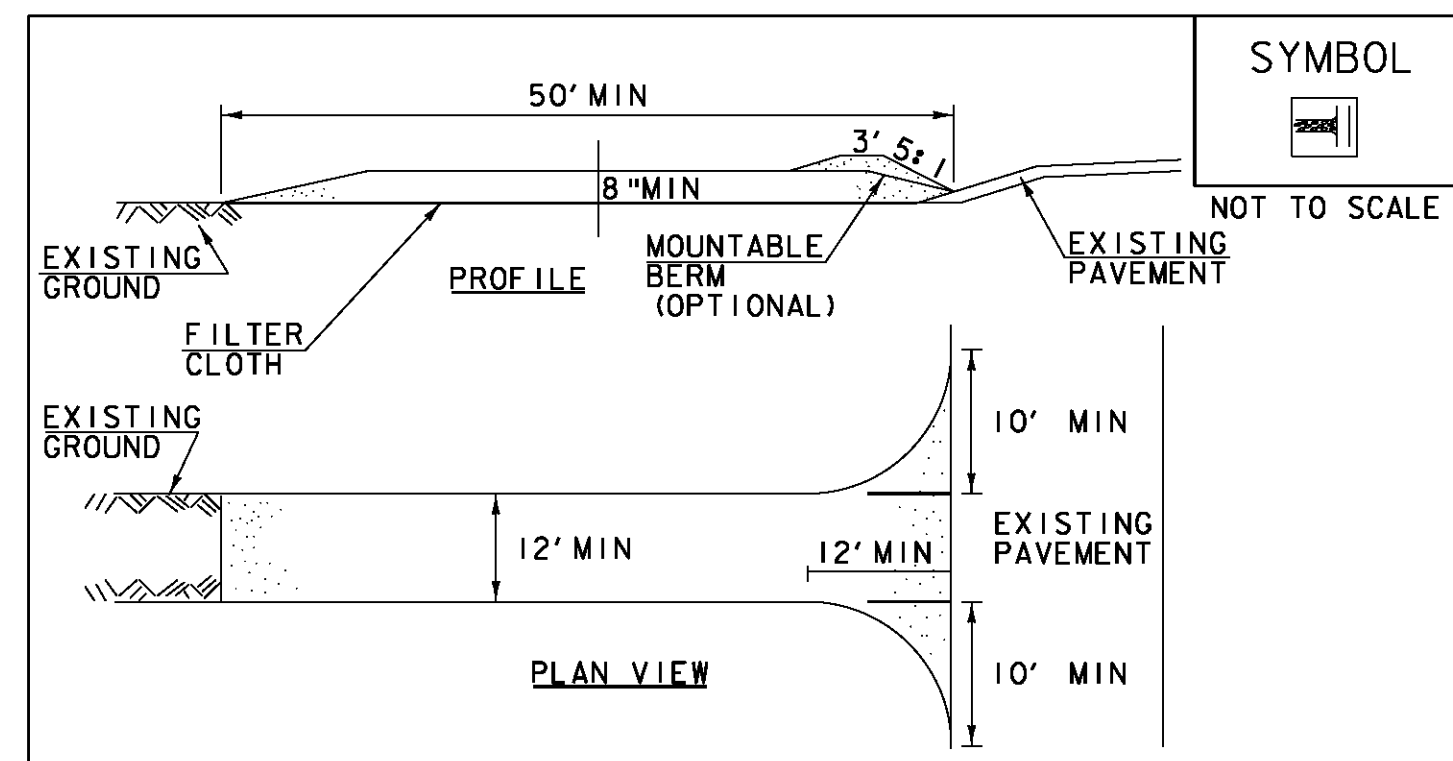 SYMBOL
NOT TO SCALE
50' MIN
3' 5:1
8"MIN
EXISTING
GROUND
PROFILE
MOUNTABLE
BERM
(OPTIONAL)
EXISTING
PAVEMENT
FILTER
CLOTH
EXISTING
GROUND
10' MIN
12' MIN
12' MIN
EXISTING
PAVEMENT
10' MIN
PLAN VIEW